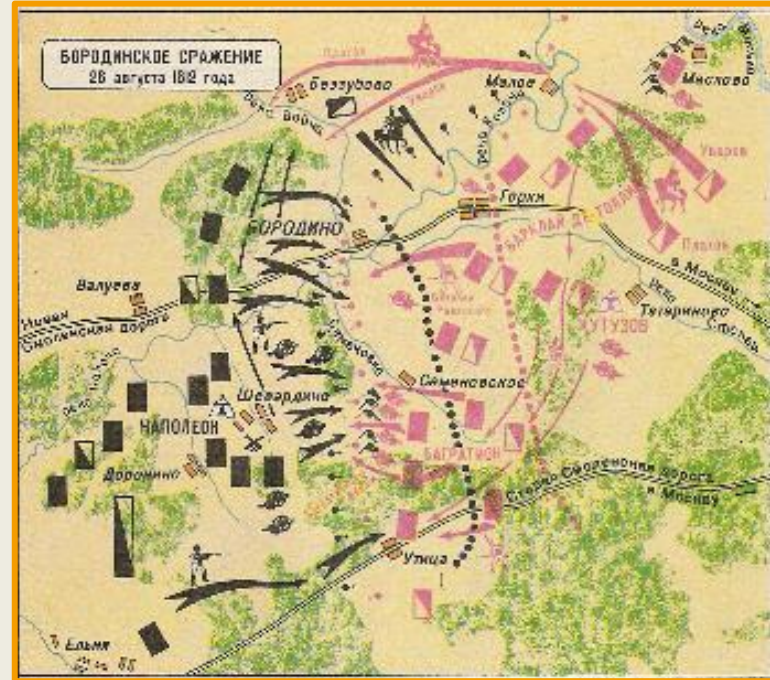 БОРОДИНСКОЕ СРАЖЕНИЕ
26 августа 1812 года
Платов
Уваров
Беззубово
Малое
Маслово
река Колоча
река Война
Уваров
Платов
Горки
БАРКЛАЙ ДЕ ТОЛЛИ
в Москву
БОРОДИНО
Валуева
Новая
Смоленская дорога
Татариново
КУТУЗОВ
Семёновское
Шевардино
НАПОЛЕОН
БАГРАТИОН
Доронино
Старая Смоленская дорога
в Москву
Утица
Ельня